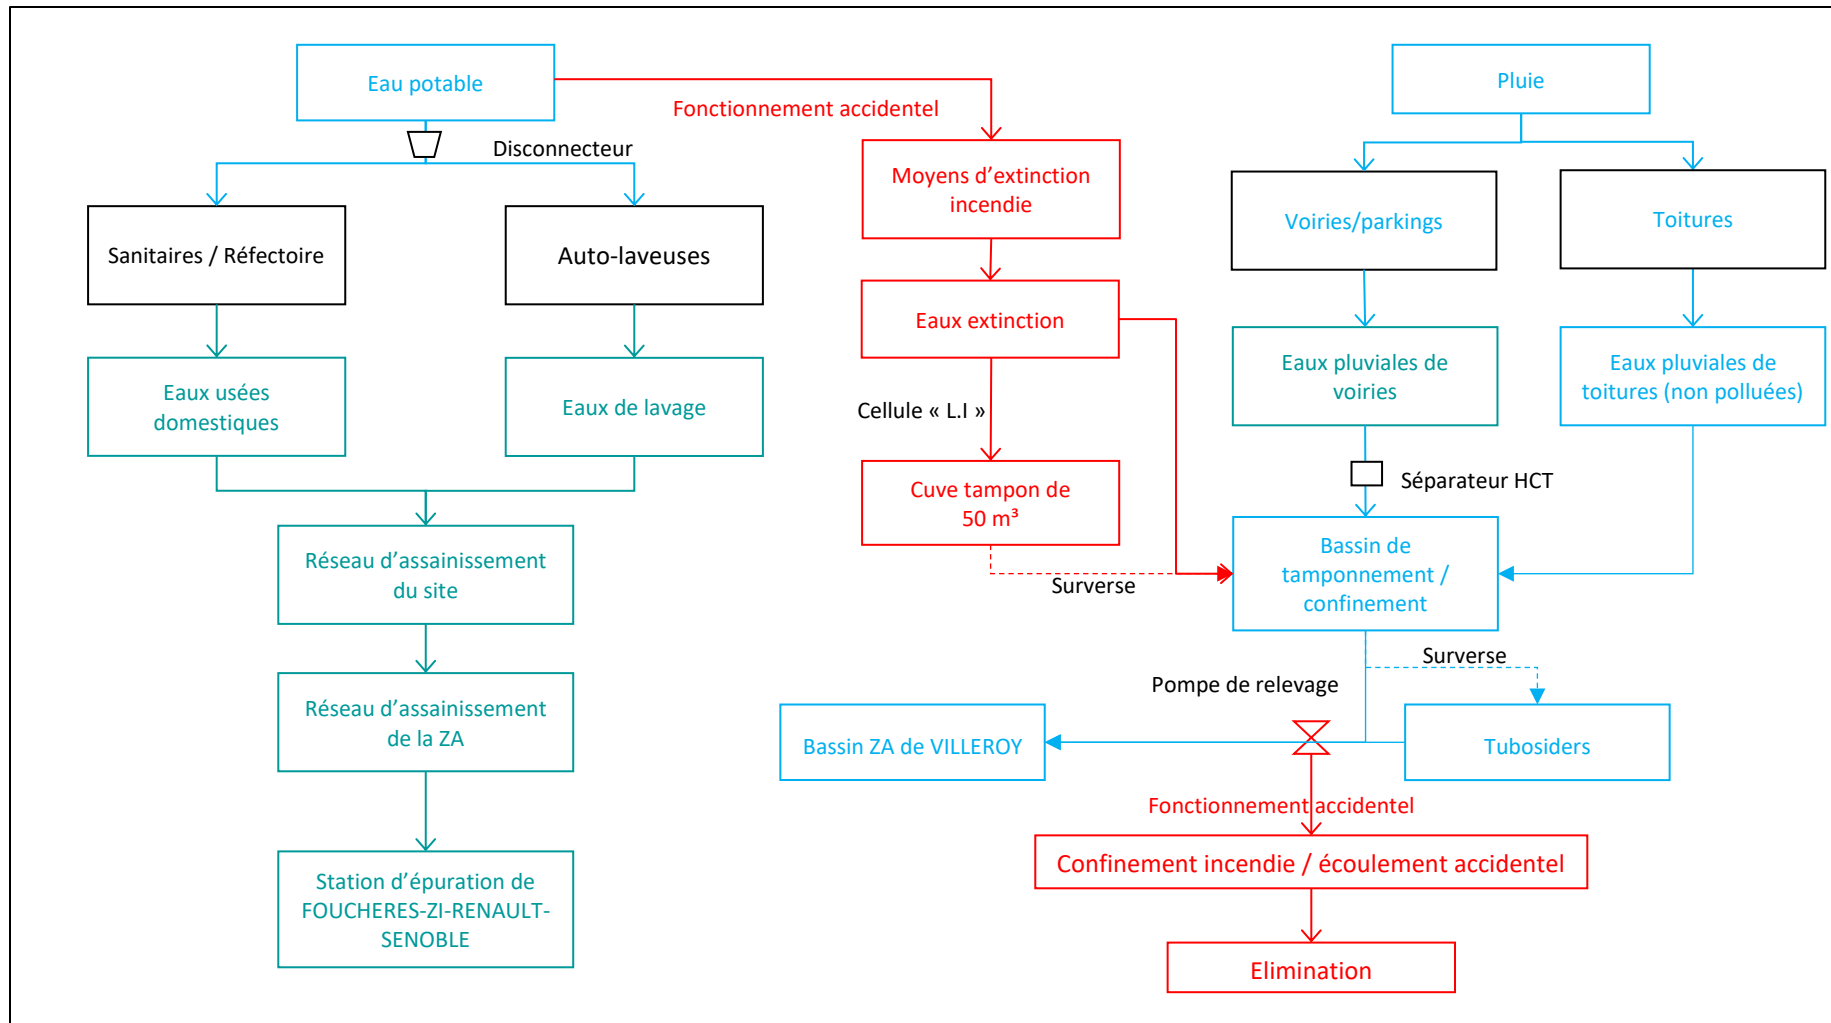 Eau potable
Fonctionnement accidentel
Pluie
Disconnecteur
Moyens d’extinction
incendie
Sanitaires / Réfectoire
Auto-laveuses
Voiries/parkings
Toitures
Eaux extinction
Eaux usées
domestiques
Eaux de lavage
Eaux pluviales de
voiries
Eaux pluviales de
toitures (non polluées)
Cellule « L.I »
Séparateur HCT
Cuve tampon de
50 m³
Réseau d’assainissement
du site
Surverse
Bassin de
tamponnement /
confinement
Surverse
Pompe de relevage
Réseau d’assainissement
de la ZA
Bassin ZA de VILLEROY
Tubosiders
Fonctionnement accidentel
Confinement incendie / écoulement accidentel
Station d’épuration de
FOUCHERES-ZI-RENAULT-
SENOBLE
Elimination